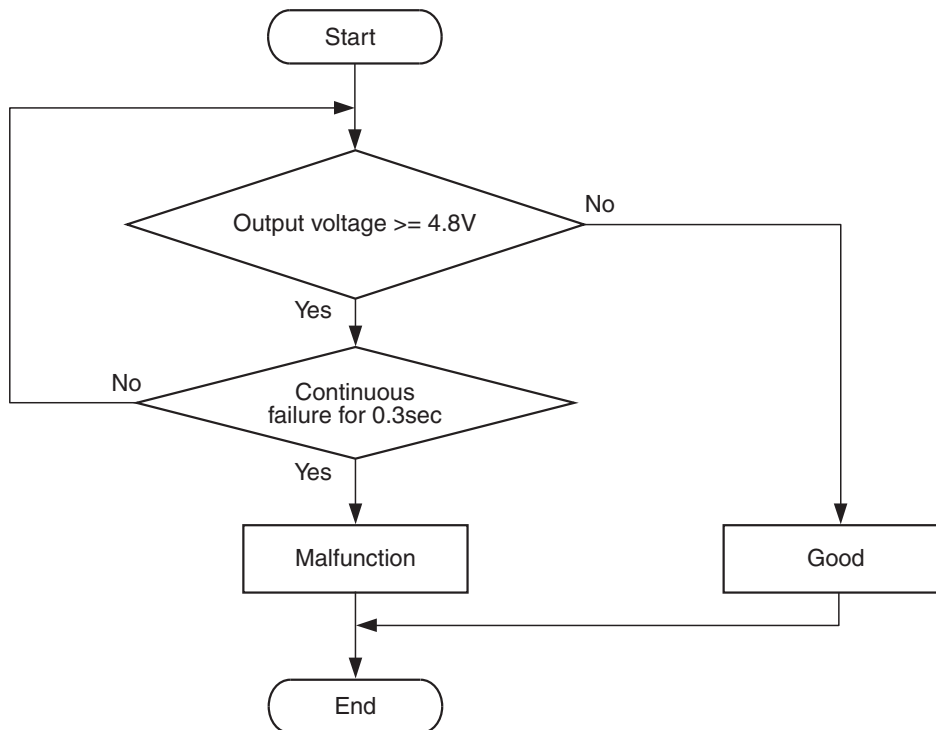 Start
Output voltage >= 4.8V
No
Yes
No
Continuous
failure for 0.3sec
Yes
Malfunction
Good
End